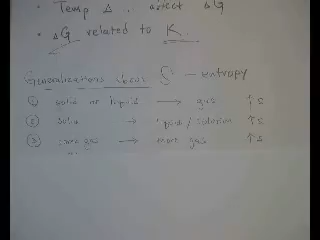 • Temp Δ. affect ΔG
• ΔG related to K
Generalizations about S° — entropy
① solid or liquid → gas ↑S
② solid → liquid / solution ↑S
③ gas → more gas ↑S